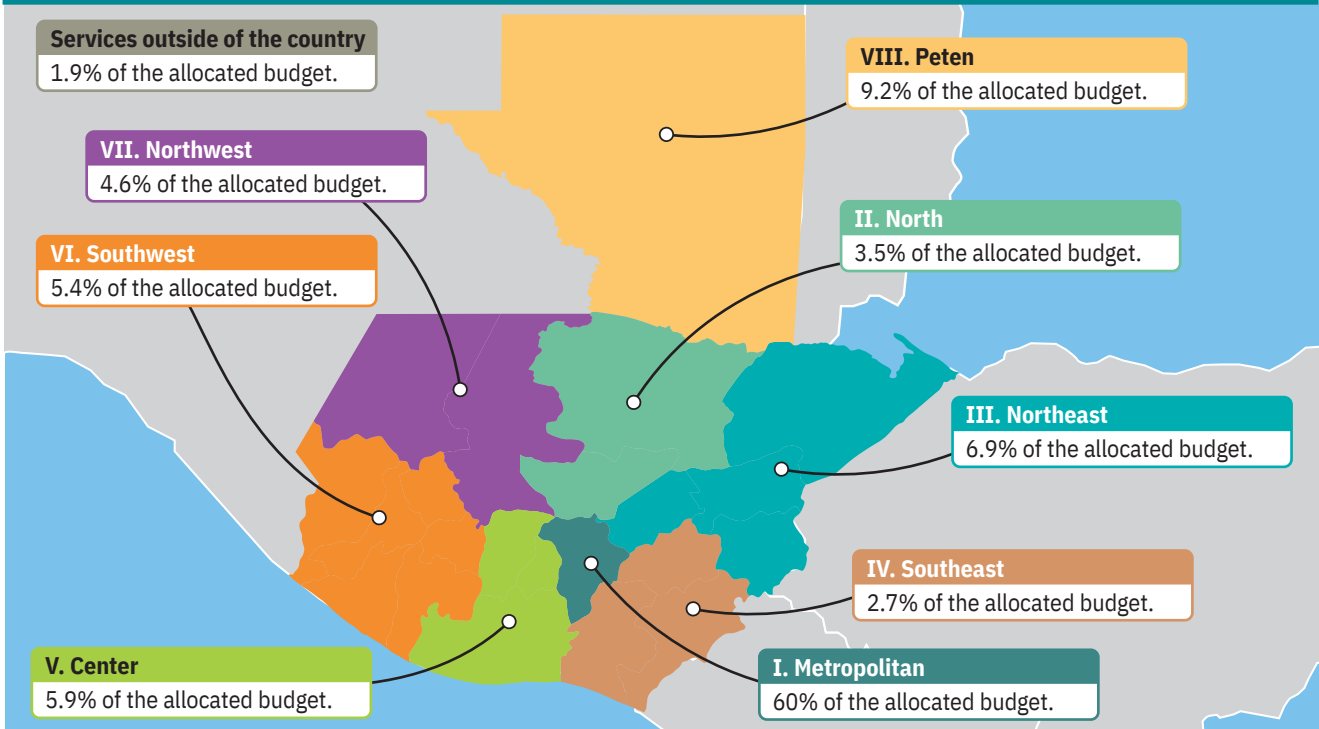 Services outside of the country
1.9% of the allocated budget.
VIII. Peten
9.2% of the allocated budget.
VII. Northwest
4.6% of the allocated budget.
II. North
3.5% of the allocated budget.
VI. Southwest
5.4% of the allocated budget.
III. Northeast
6.9% of the allocated budget.
IV. Southeast
2.7% of the allocated budget.
V. Center
5.9% of the allocated budget.
I. Metropolitan
60% of the allocated budget.